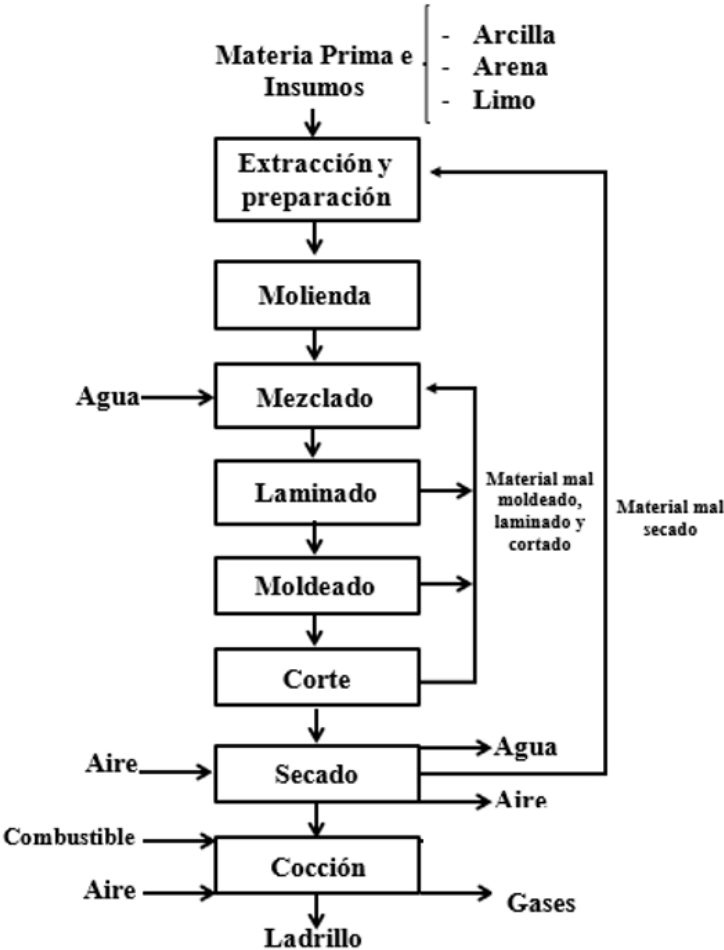 Materia Prima e
Insumos
- Arcilla
- Arena
- Limo
Extracción y
preparación
Molienda
Agua
Mezclado
Laminado
Material mal
moldeado,
laminado y
cortado
Material mal
secado
Moldeado
Corte
Aire
Secado
Agua
Aire
Combustible
Cocción
Aire
Gases
Ladrillo